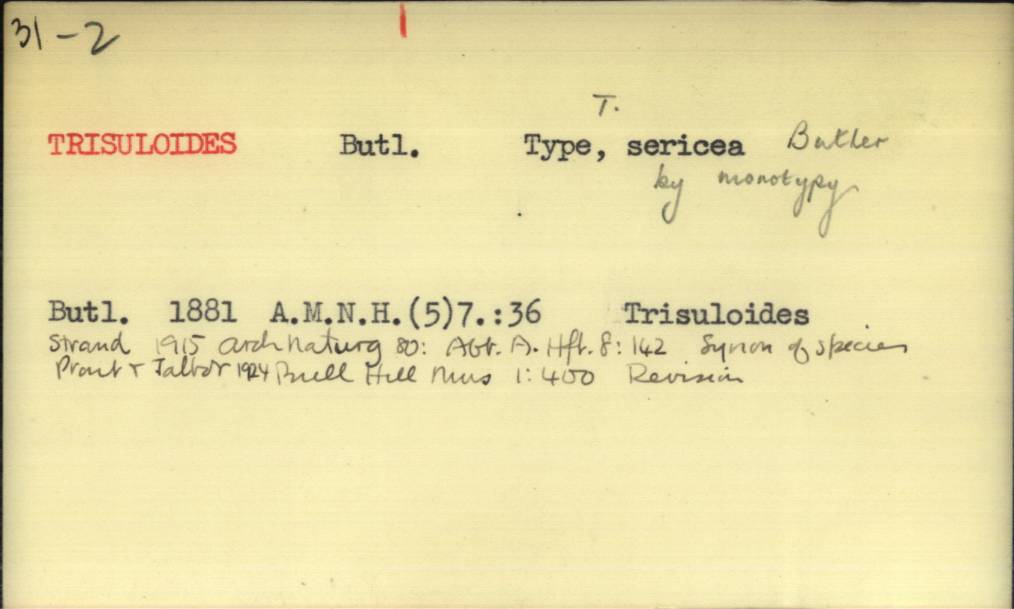 31-2
T.
TRISULOIDES Butl. Type, sericea Butler
by monotypy
Butl. 1881 A.M.N.H.(5)7.:36 Trisuloides
Strand 1915 Arch Naturg 80: Abt. A. Hft. 8: 142 Synon of species
Prout & Talbot 1924 Bull Hill Mus 1:400 Revision